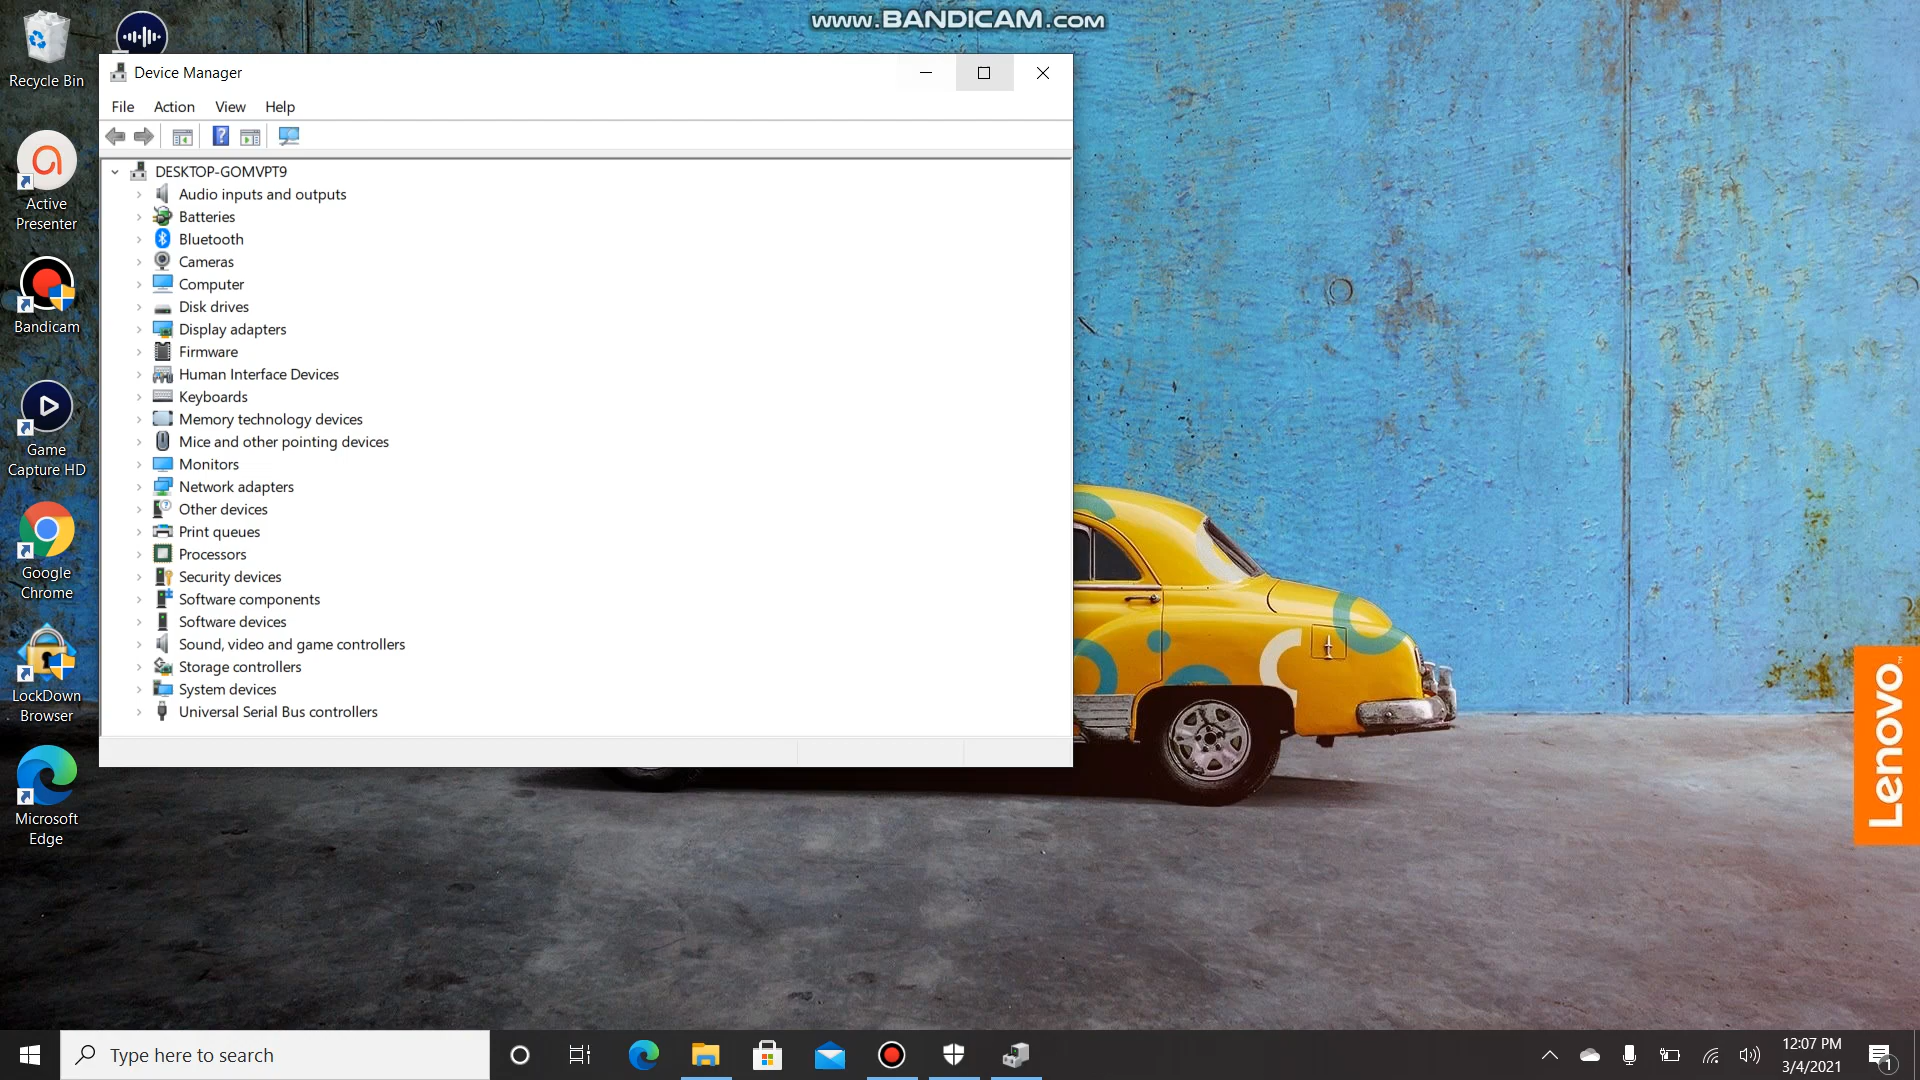 www.BANDICAM.com
Recycle Bin
Active
Presenter
Bandicam
Game
Capture HD
Google
Chrome
LockDown
Browser
Microsoft
Edge
Device Manager
File Action View Help
DESKTOP-GOMVPT9
Audio inputs and outputs
Batteries
Bluetooth
Cameras
Computer
Disk drives
Display adapters
Firmware
Human Interface Devices
Keyboards
Memory technology devices
Mice and other pointing devices
Monitors
Network adapters
Other devices
Print queues
Processors
Security devices
Software components
Software devices
Sound, video and game controllers
Storage controllers
System devices
Universal Serial Bus controllers
Lenovo™
Type here to search
12:07 PM
3/4/2021
1